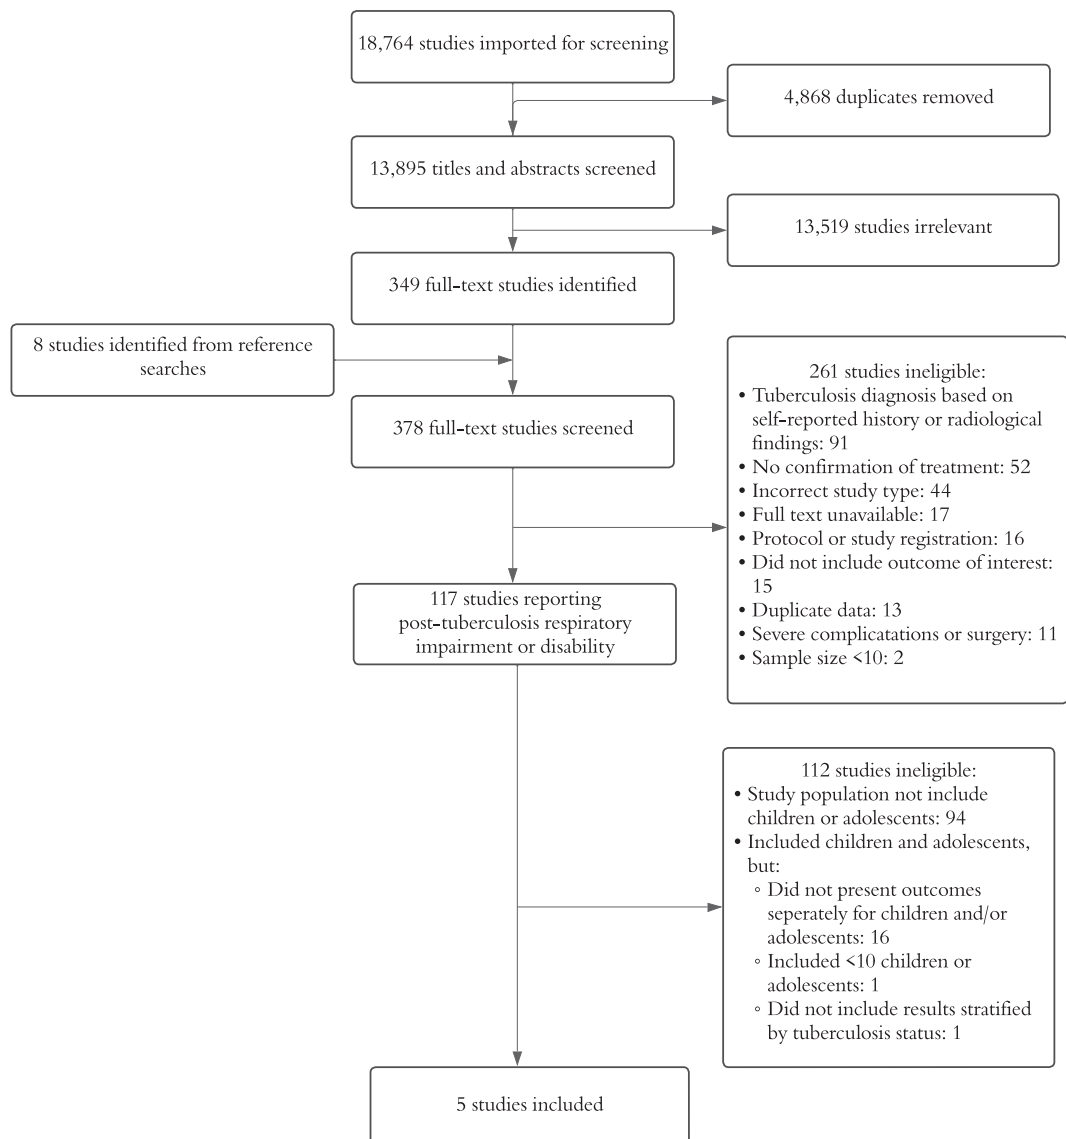 18,764 studies imported for screening
4,868 duplicates removed
13,895 titles and abstracts screened
13,519 studies irrelevant
349 full-text studies identified
8 studies identified from reference
searches
378 full-text studies screened
261 studies ineligible:
• Tuberculosis diagnosis based on
self-reported history or radiological
findings: 91
• No confirmation of treatment: 52
• Incorrect study type: 44
• Full text unavailable: 17
• Protocol or study registration: 16
• Did not include outcome of interest:
15
• Duplicate data: 13
• Severe complicatations or surgery: 11
• Sample size <10: 2
117 studies reporting
post-tuberculosis respiratory
impairment or disability
112 studies ineligible:
• Study population not include
children or adolescents: 94
• Included children and adolescents,
but:
◦ Did not present outcomes
seperately for children and/or
adolescents: 16
◦ Included <10 children or
adolescents: 1
◦ Did not include results stratified
by tuberculosis status: 1
5 studies included